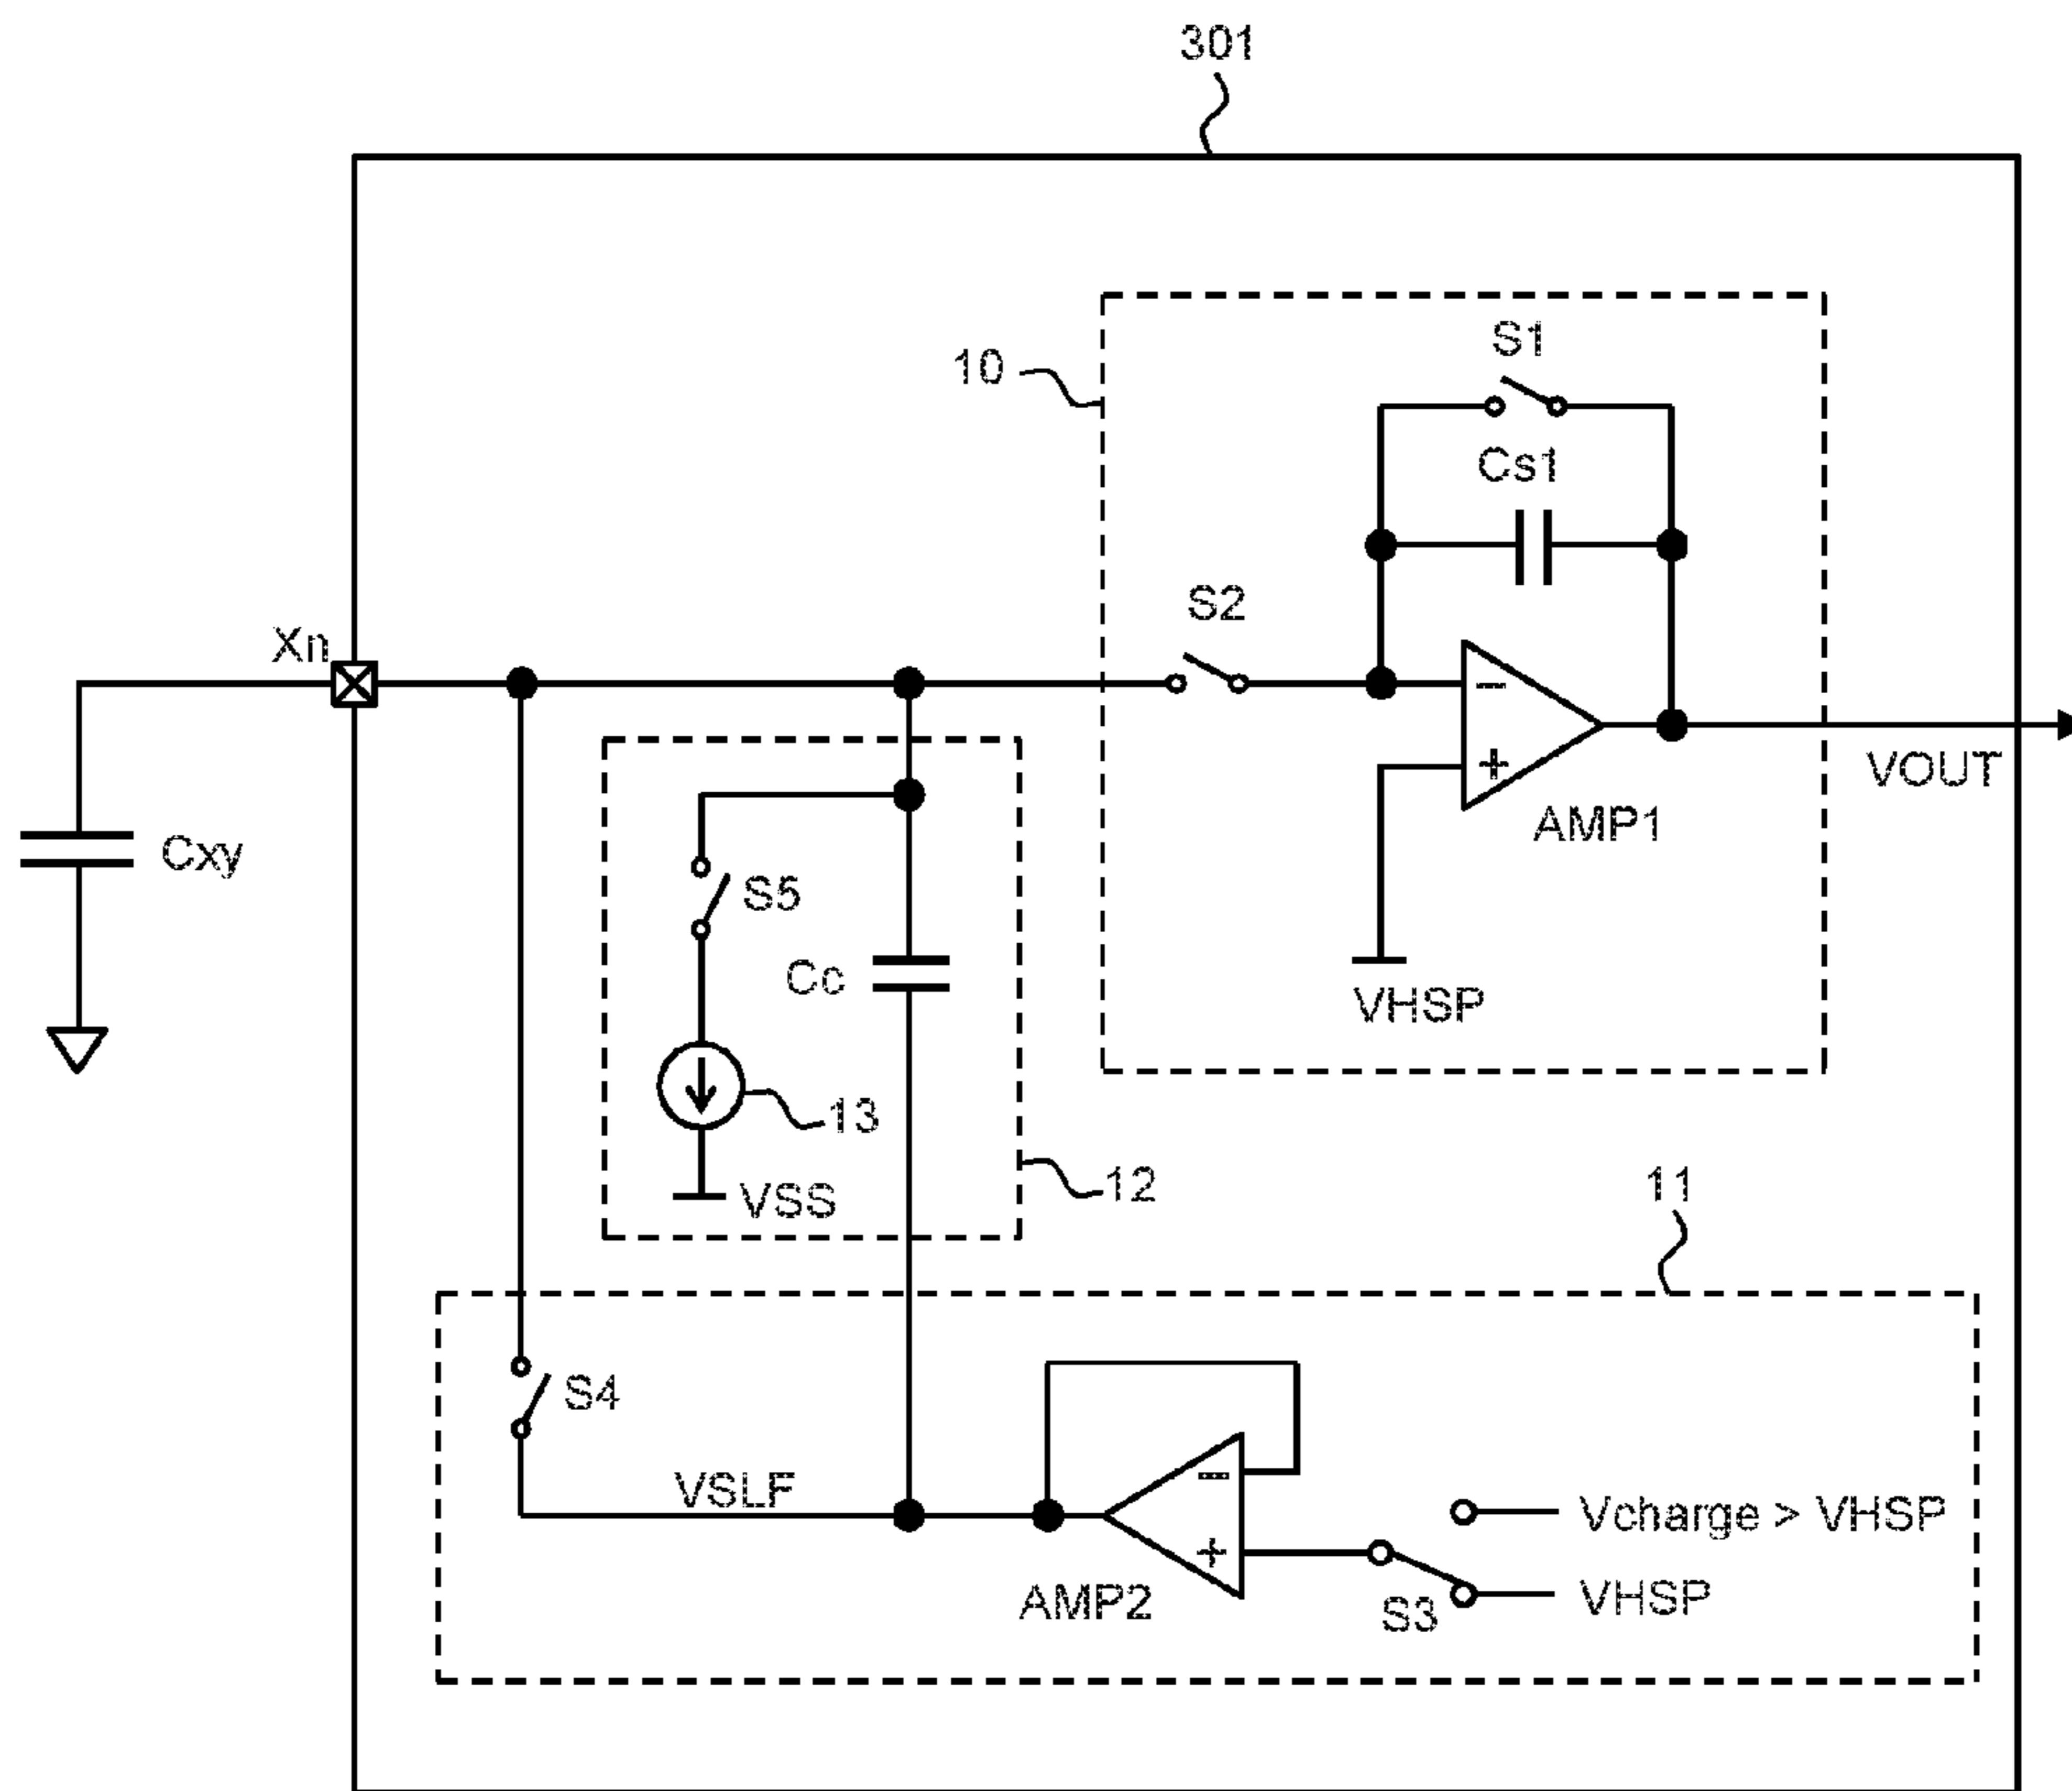 301
10
S1
Cs1
S2
Xn
−
+
VOUT
AMP1
Cxy
S5
Cc
VHSP
13
12
VSS
11
S4
VSLF
−
+
Vcharge > VHSP
AMP2
S3
VHSP